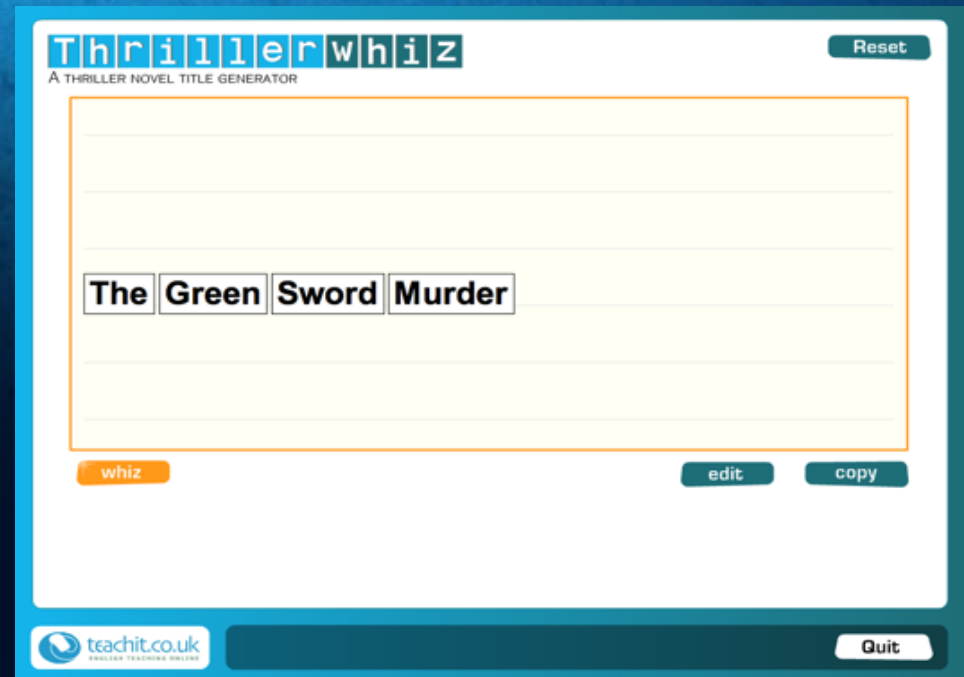 Thrillerwhiz
Reset
A THRILLER NOVEL TITLE GENERATOR
The Green Sword Murder
whiz
edit
copy
teachit.co.uk
ENGLISH TEACHING ONLINE
Quit